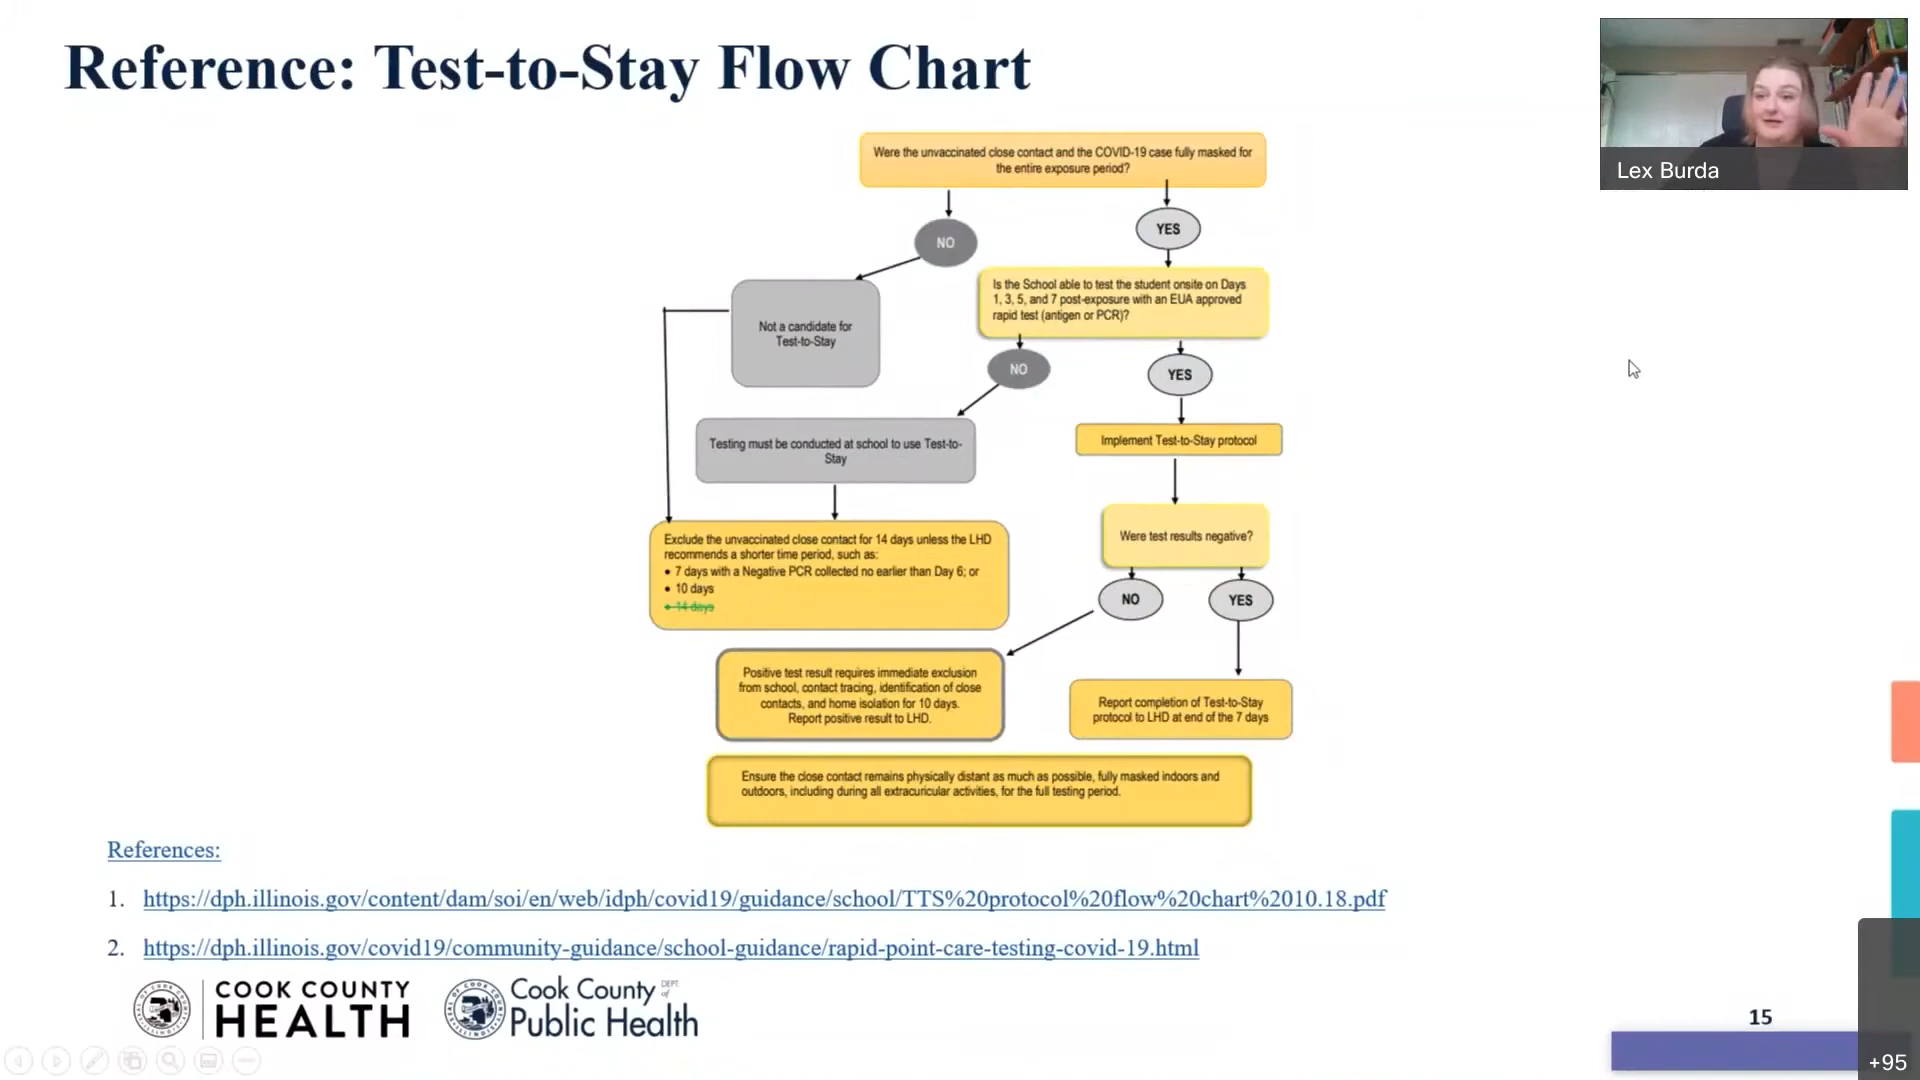 Reference: Test-to-Stay Flow Chart
Lex Burda
Were the unvaccinated close contact and the COVID-19 case fully masked for
the entire exposure period?
NO
YES
Is the School able to test the student onsite on Days
1, 3, 5, and 7 post-exposure with an EUA approved
rapid test (antigen or PCR)?
Not a candidate for
Test-to-Stay
NO
YES
Testing must be conducted at school to use Test-to-
Stay
Implement Test-to-Stay protocol
Exclude the unvaccinated close contact for 14 days unless the LHD
recommends a shorter time period, such as:
• 7 days with a Negative PCR collected no earlier than Day 6; or
• 10 days
• 14 days
Were test results negative?
NO
YES
Positive test result requires immediate exclusion
from school, contact tracing, identification of close
contacts, and home isolation for 10 days.
Report positive result to LHD.
Report completion of Test-to-Stay
protocol to LHD at end of the 7 days
Ensure the close contact remains physically distant as much as possible, fully masked indoors and
outdoors, including during all extracuricular activities, for the full testing period.
References:
1. https://dph.illinois.gov/content/dam/soi/en/web/idph/covid19/guidance/school/TTS%20protocol%20flow%20chart%2010.18.pdf
2. https://dph.illinois.gov/covid19/community-guidance/school-guidance/rapid-point-care-testing-covid-19.html
COOK COUNTY
HEALTH
Cook County DEPT. of
Public Health
15
+95